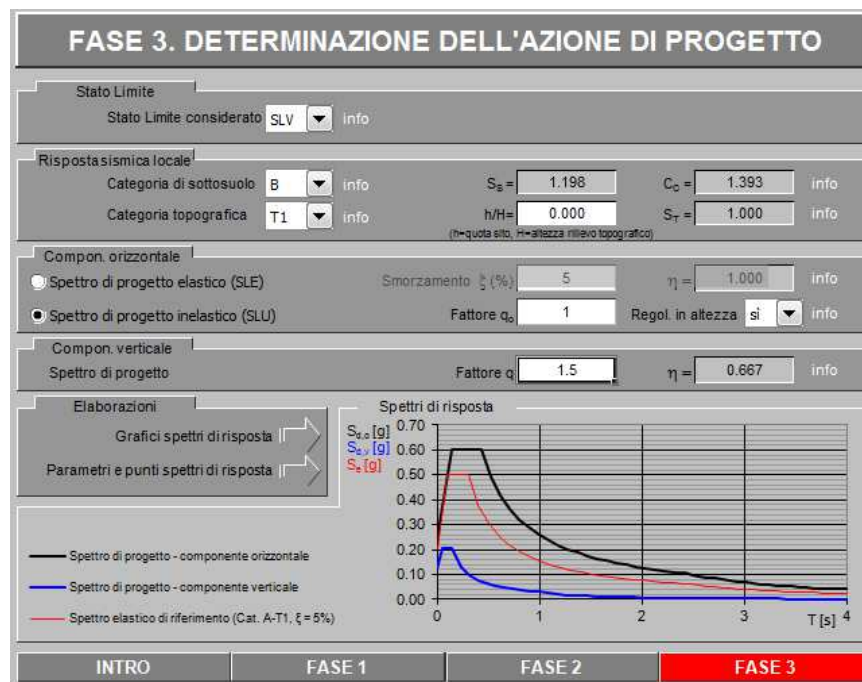 FASE 3. DETERMINAZIONE DELL'AZIONE DI PROGETTO
Stato Limite
Stato Limite considerato SLV info
Risposta sismica locale
Categoria di sottosuolo B info SS = 1.198 CC = 1.393 info
Categoria topografica T1 info h/H= 0.000 ST = 1.000 info
(h=quota sito, H=altezza rilievo topografico)
Compon. orizzontale
Spettro di progetto elastico (SLE) Smorzamento ξ (%) 5 η = 1.000 info
Spettro di progetto inelastico (SLU) Fattore qo 1 Regol. in altezza sì info
Compon. verticale
Spettro di progetto Fattore q 1.5 η = 0.667 info
Elaborazioni
Grafici spettri di risposta
Parametri e punti spettri di risposta
Spettri di risposta
Sd,o [g]
Sd,v [g]
Se [g]
0.70
0.60
0.50
0.40
0.30
0.20
0.10
0.00
0 1 2 3 4
T [s]
Spettro di progetto - componente orizzontale
Spettro di progetto - componente verticale
Spettro elastico di riferimento (Cat. A-T1, ξ = 5%)
INTRO FASE 1 FASE 2 FASE 3